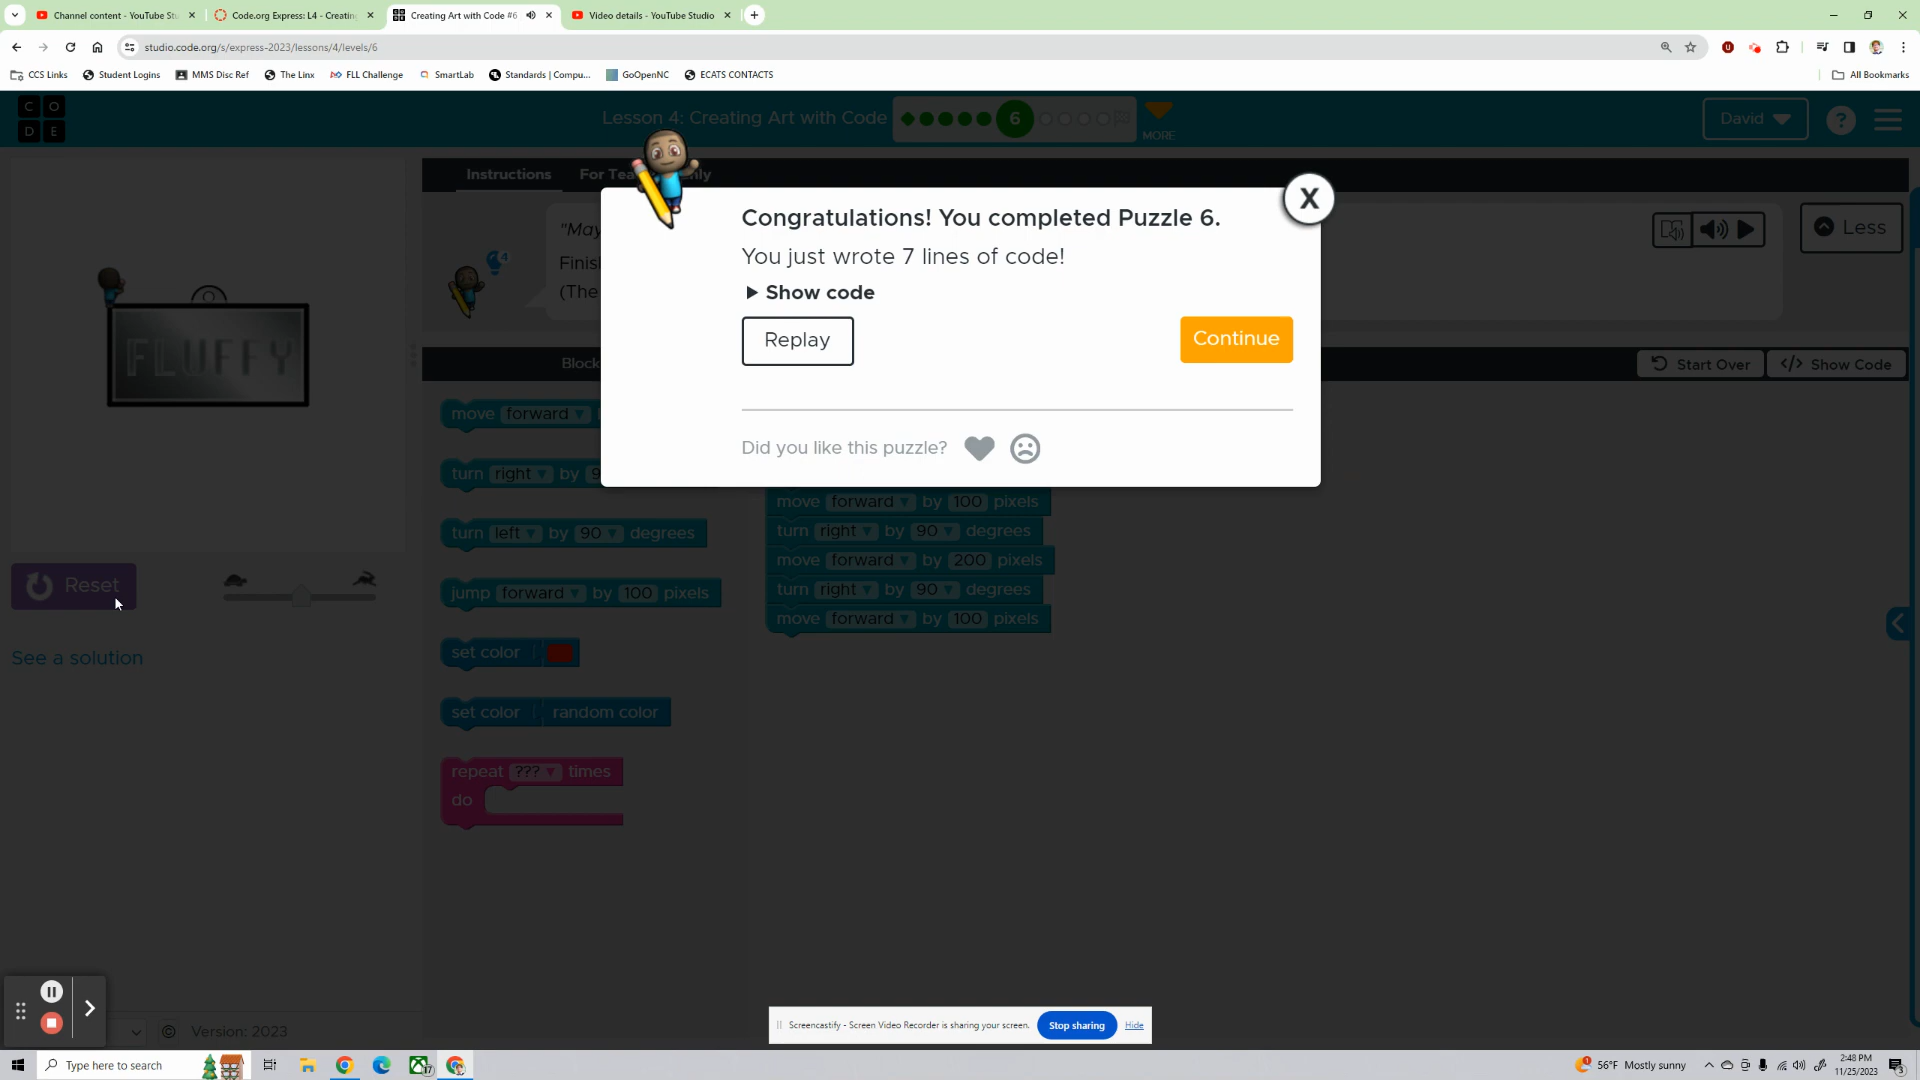 Channel content - YouTube Stu
Code.org Express: L4 - Creatin
Creating Art with Code #6
Video details - YouTube Studio
studio.code.org/s/express-2023/lessons/4/levels/6
CCS Links
Student Logins
MMS Disc Ref
The Linx
FLL Challenge
SmartLab
Standards | Compu...
GoOpenNC
ECATS CONTACTS
All Bookmarks
C O
D E
Lesson 4: Creating Art with Code
6
MORE
David
?
Instructions
For Tea
nly
"May
Finis
(The
Less
FLUFFY
Congratulations! You completed Puzzle 6.
You just wrote 7 lines of code!
Show code
Replay
Continue
Did you like this puzzle?
Block
Start Over
</> Show Code
move forward
turn right by 9
turn left by 90 degrees
jump forward by 100 pixels
set color
set color random color
repeat ??? times
do
move forward by 100 pixels
turn right by 90 degrees
move forward by 200 pixels
turn right by 90 degrees
move forward by 100 pixels
Reset
See a solution
© Version: 2023
Screencastify - Screen Video Recorder is sharing your screen.
Stop sharing
Hide
Type here to search
17
56°F Mostly sunny
2:48 PM
11/25/2023
3